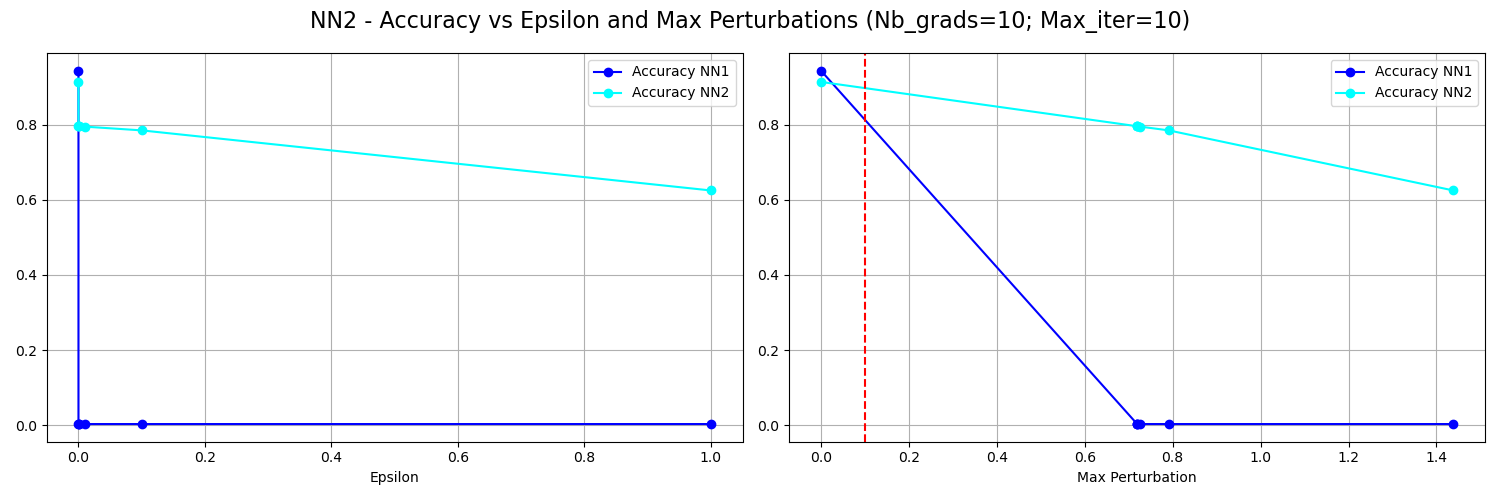 NN2 - Accuracy vs Epsilon and Max Perturbations (Nb_grads=10; Max_iter=10)
Accuracy NN1
Accuracy NN2
0.8
0.6
0.4
0.2
0.0
0.0 0.2 0.4 0.6 0.8 1.0
Epsilon
Accuracy NN1
Accuracy NN2
0.8
0.6
0.4
0.2
0.0
0.0 0.2 0.4 0.6 0.8 1.0 1.2 1.4
Max Perturbation